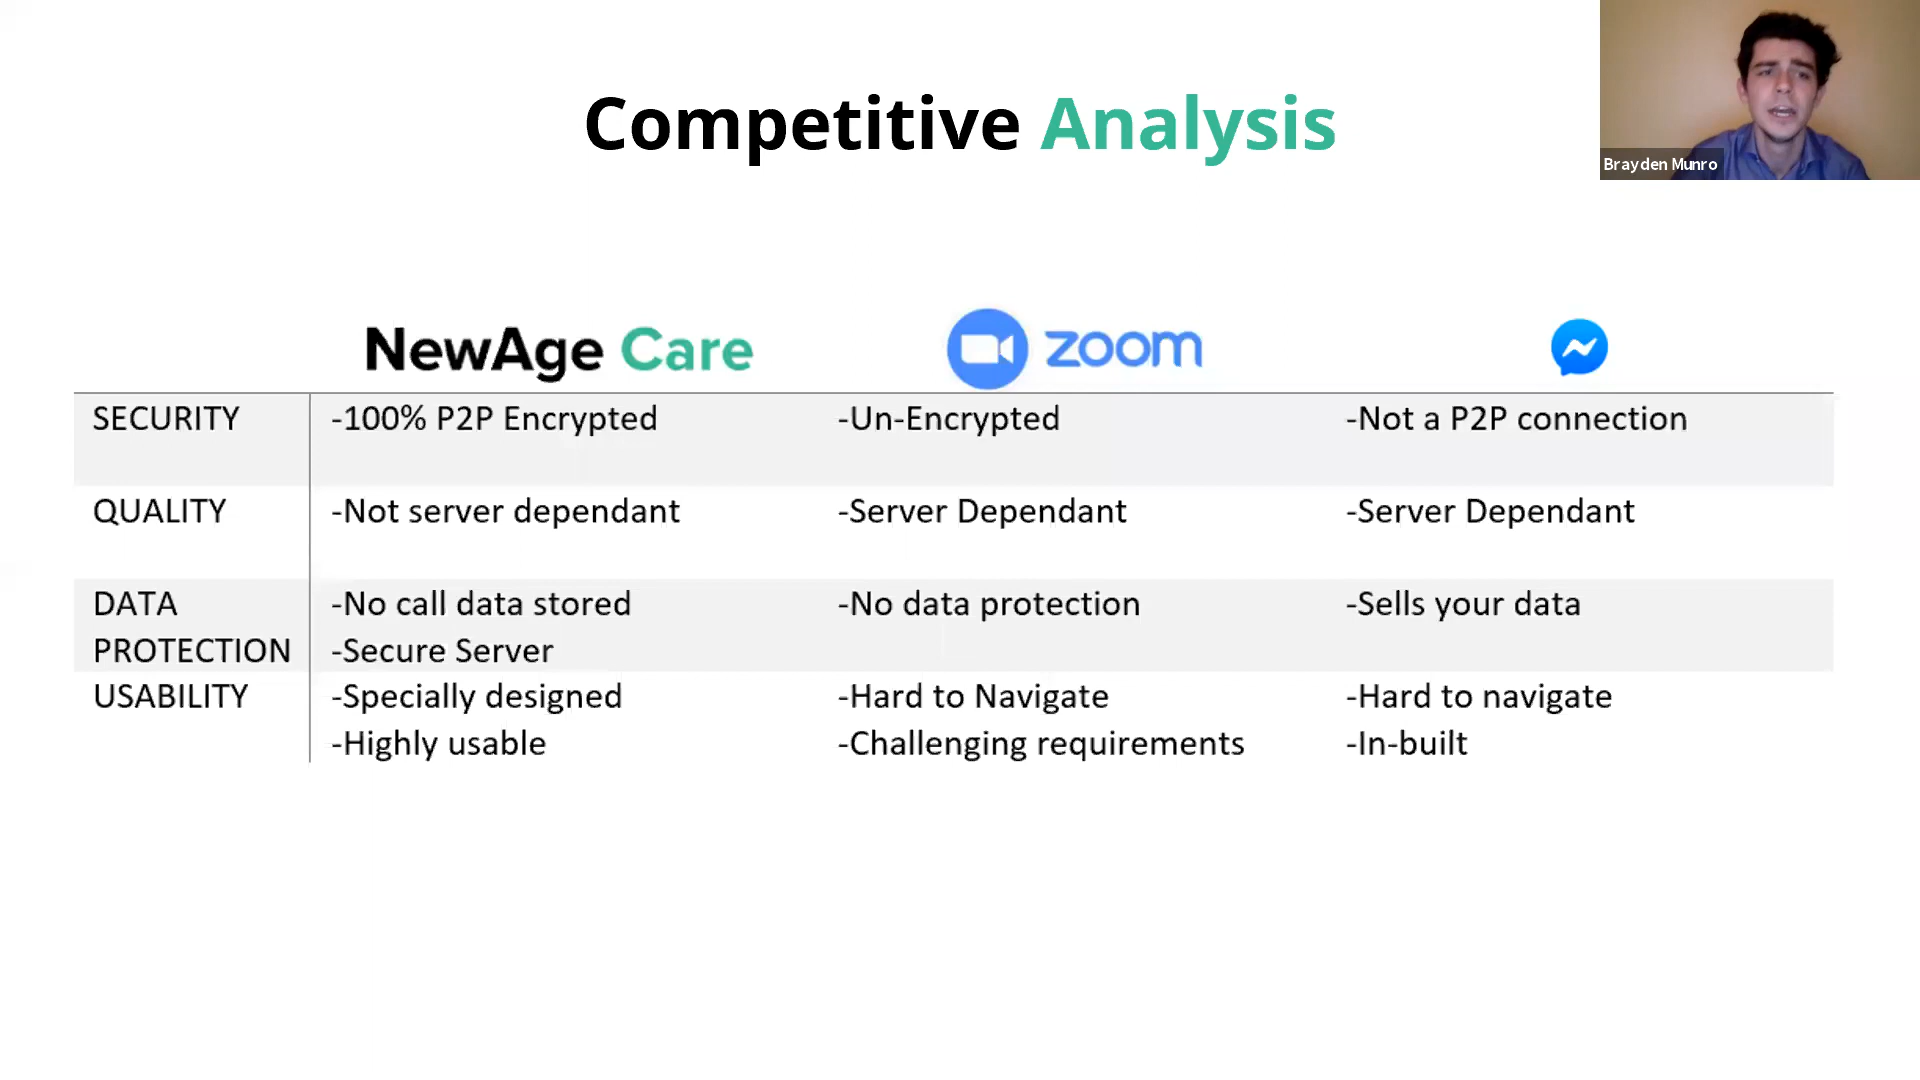 Competitive Analysis
Brayden Munro
NewAge Care
zoom
SECURITY
-100% P2P Encrypted
-Un-Encrypted
-Not a P2P connection
QUALITY
-Not server dependant
-Server Dependant
-Server Dependant
DATA
PROTECTION
-No call data stored
-Secure Server
-No data protection
-Sells your data
USABILITY
-Specially designed
-Highly usable
-Hard to Navigate
-Challenging requirements
-Hard to navigate
-In-built